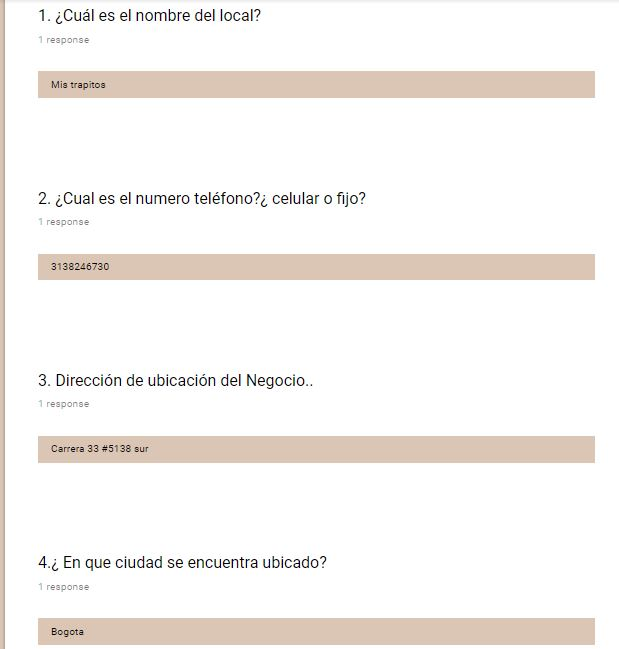 1. ¿Cuál es el nombre del local?
1 response
Mis trapitos
2. ¿Cual es el numero teléfono?¿ celular o fijo?
1 response
3138246730
3. Dirección de ubicación del Negocio..
1 response
Carrera 33 #5138 sur
4.¿ En que ciudad se encuentra ubicado?
1 response
Bogota